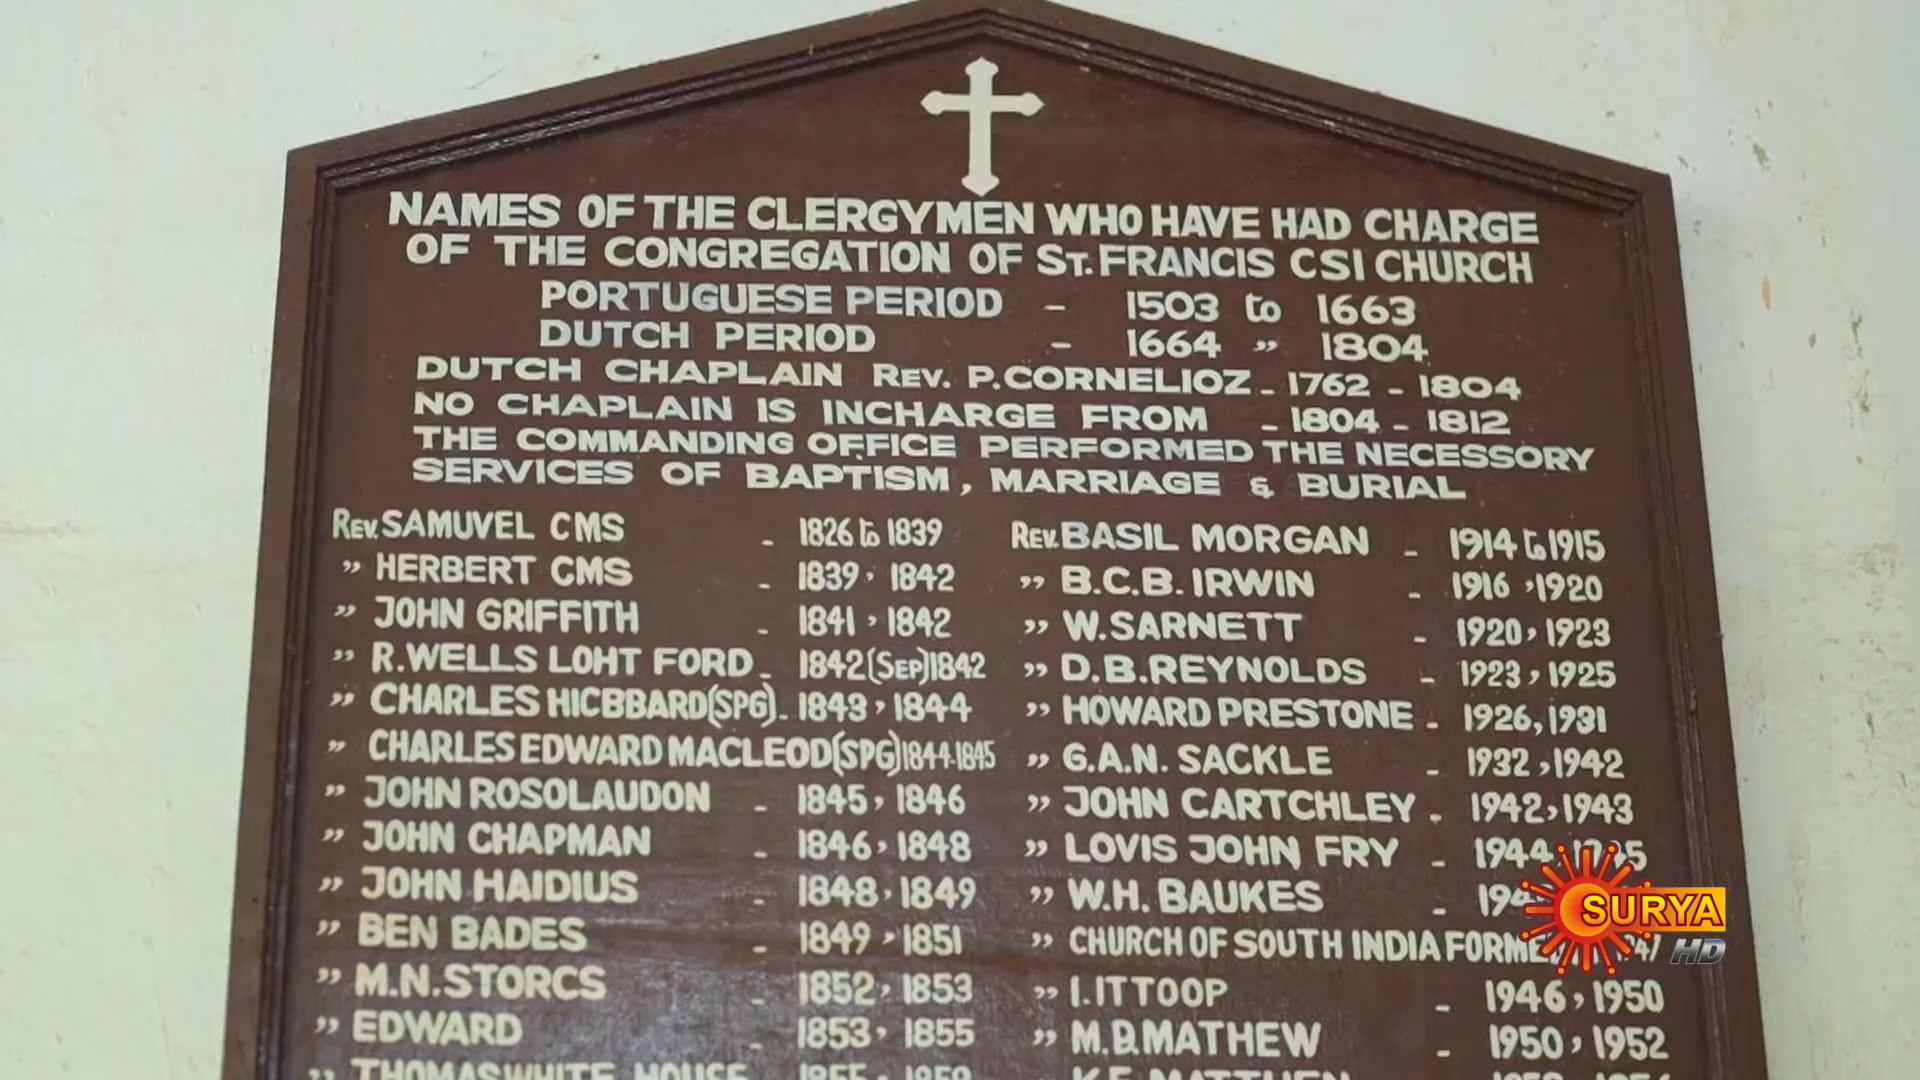 NAMES OF THE CLERGYMEN WHO HAVE HAD CHARGE
OF THE CONGREGATION OF ST. FRANCIS CSI CHURCH
PORTUGUESE PERIOD - 1503 to 1663
DUTCH PERIOD - 1664 " 1804
DUTCH CHAPLAIN REV. P. CORNELIOZ - 1762 - 1804
NO CHAPLAIN IS INCHARGE FROM - 1804 - 1812
THE COMMANDING OFFICE PERFORMED THE NECESSORY
SERVICES OF BAPTISM, MARRIAGE & BURIAL
REV. SAMUVEL CMS - 1826 to 1839
" HERBERT CMS - 1839 , 1842
" JOHN GRIFFITH - 1841 , 1842
" R. WELLS LOHT FORD - 1842 (SEP) 1842
" CHARLES HICBBARD (SPG) - 1843 , 1844
" CHARLES EDWARD MACLEOD (SPG) 1844-1845
" JOHN ROSOLAUDON - 1845 , 1846
" JOHN CHAPMAN - 1846 , 1848
" JOHN HAIDIUS - 1848 , 1849
" BEN BADES - 1849 , 1851
" M.N. STORCS - 1852 , 1853
" EDWARD - 1853 , 1855
" THOMAS WHITE HOUSE
REV. BASIL MORGAN - 1914 to 1915
" B.C.B. IRWIN - 1916 , 1920
" W. SARNETT - 1920 , 1923
" D.B. REYNOLDS - 1923 , 1925
" HOWARD PRESTONE - 1926 , 1931
" G.A.N. SACKLE - 1932 , 1942
" JOHN CARTCHLEY - 1942 , 1943
" LOVIS JOHN FRY - 1944
" W.H. BAUKES -
" CHURCH OF SOUTH INDIA
" I. ITTOOP - 1946 , 1950
" M.D. MATHEW - 1950 , 1952
SURYA
HD